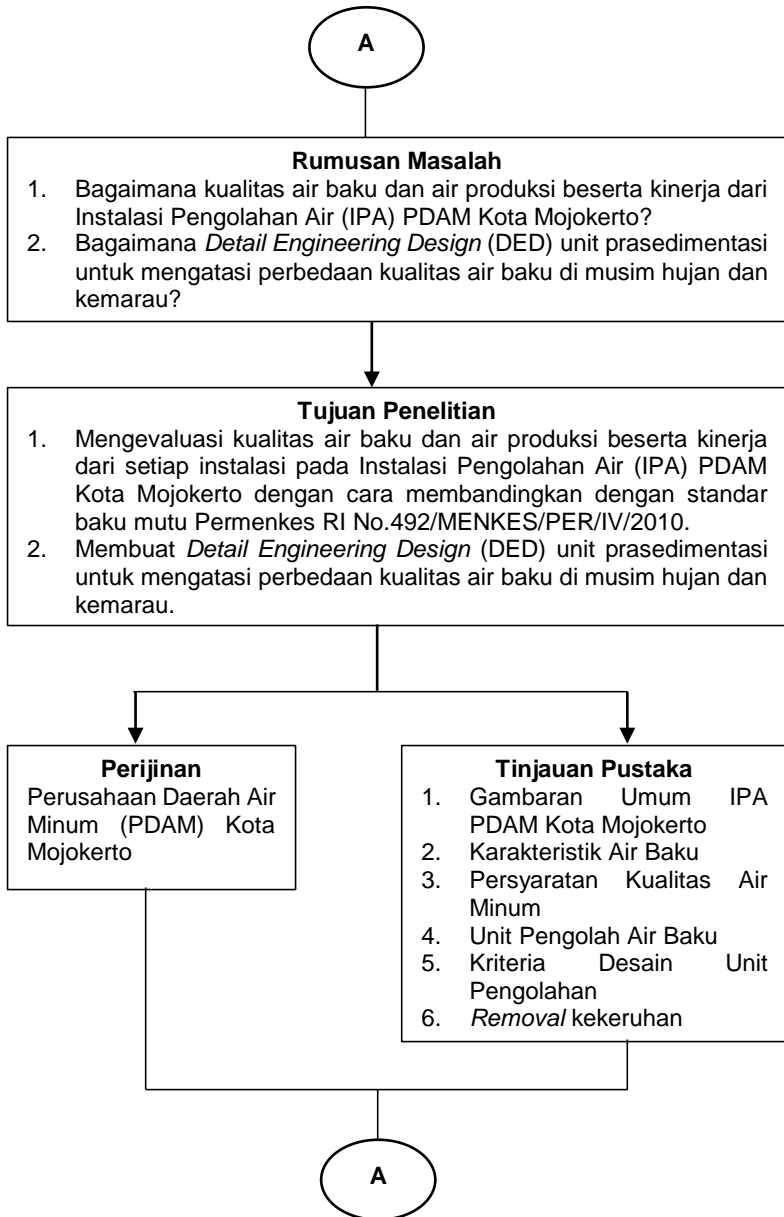 A
Rumusan Masalah
1. Bagaimana kualitas air baku dan air produksi beserta kinerja dari
Instalasi Pengolahan Air (IPA) PDAM Kota Mojokerto?
2. Bagaimana Detail Engineering Design (DED) unit prasedimentasi
untuk mengatasi perbedaan kualitas air baku di musim hujan dan
kemarau?
Tujuan Penelitian
1. Mengevaluasi kualitas air baku dan air produksi beserta kinerja
dari setiap instalasi pada Instalasi Pengolahan Air (IPA) PDAM
Kota Mojokerto dengan cara membandingkan dengan standar
baku mutu Permenkes RI No.492/MENKES/PER/IV/2010.
2. Membuat Detail Engineering Design (DED) unit prasedimentasi
untuk mengatasi perbedaan kualitas air baku di musim hujan dan
kemarau.
Perijinan
Perusahaan Daerah Air
Minum (PDAM) Kota
Mojokerto
Tinjauan Pustaka
1. Gambaran Umum IPA
PDAM Kota Mojokerto
2. Karakteristik Air Baku
3. Persyaratan Kualitas Air
Minum
4. Unit Pengolah Air Baku
5. Kriteria Desain Unit
Pengolahan
6. Removal kekeruhan
A